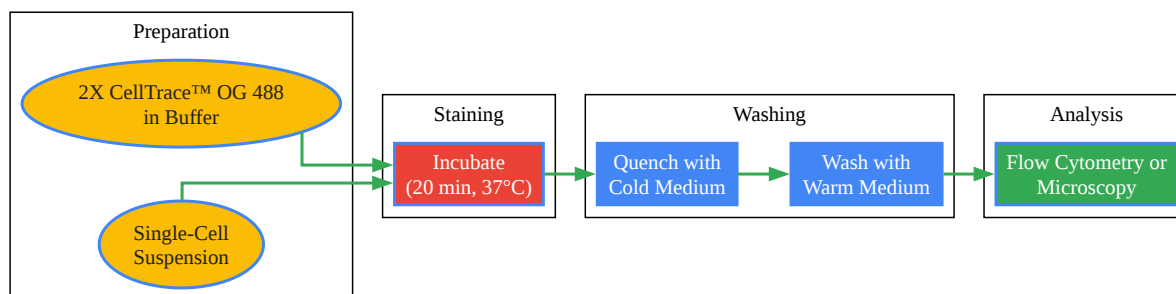 Preparation
2X CellTrace™ OG 488
in Buffer
Single-Cell
Suspension
Staining
Incubate
(20 min, 37°C)
Washing
Quench with
Cold Medium
Wash with
Warm Medium
Analysis
Flow Cytometry or
Microscopy